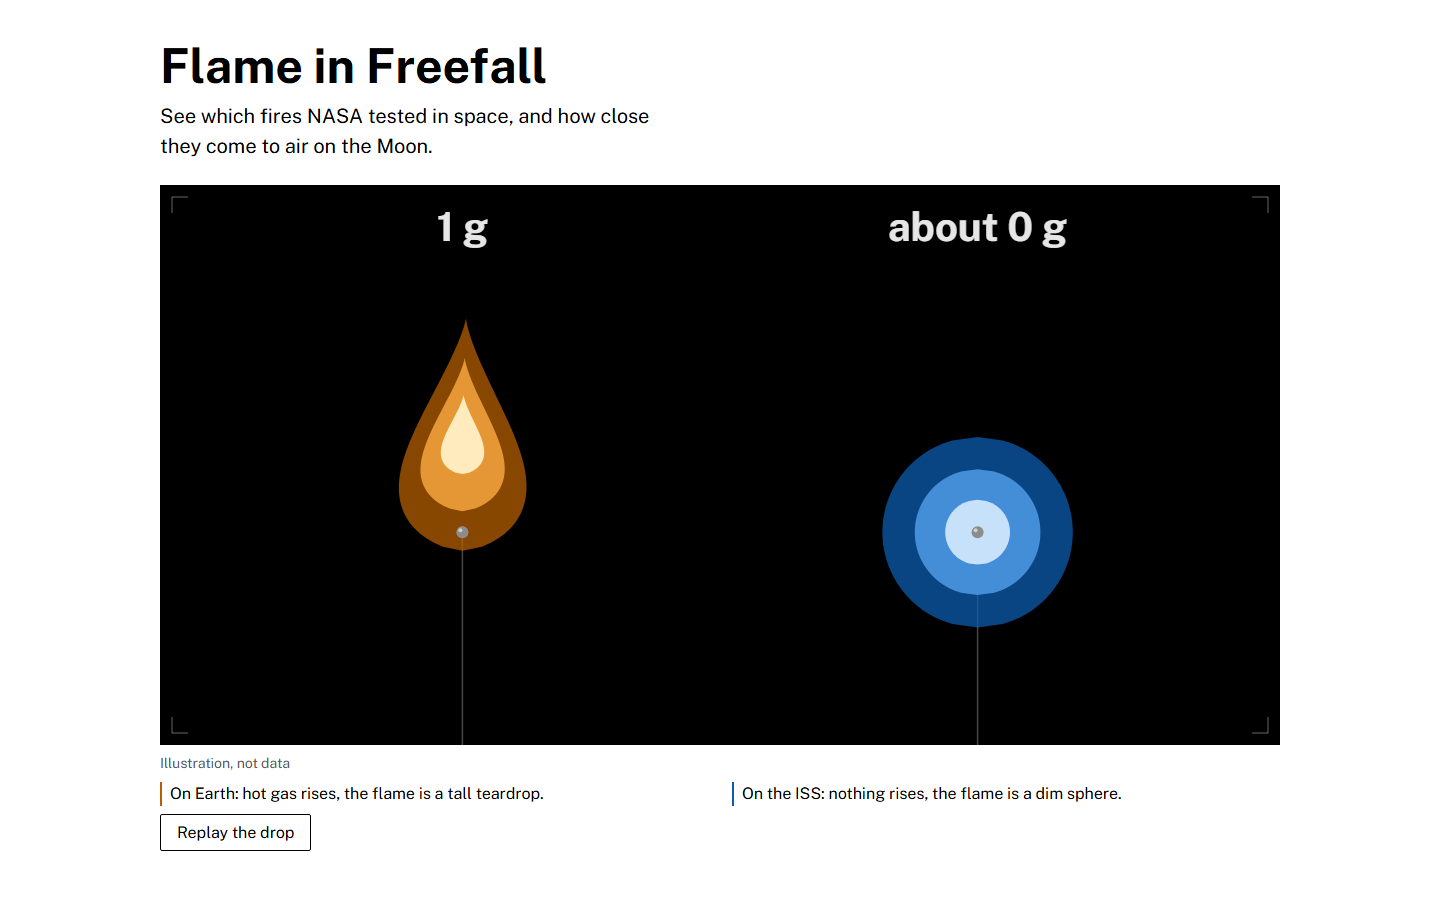 Flame in Freefall
See which fires NASA tested in space, and how close
they come to air on the Moon.
1 g
about 0 g
Illustration, not data
On Earth: hot gas rises, the flame is a tall teardrop.
On the ISS: nothing rises, the flame is a dim sphere.
Replay the drop